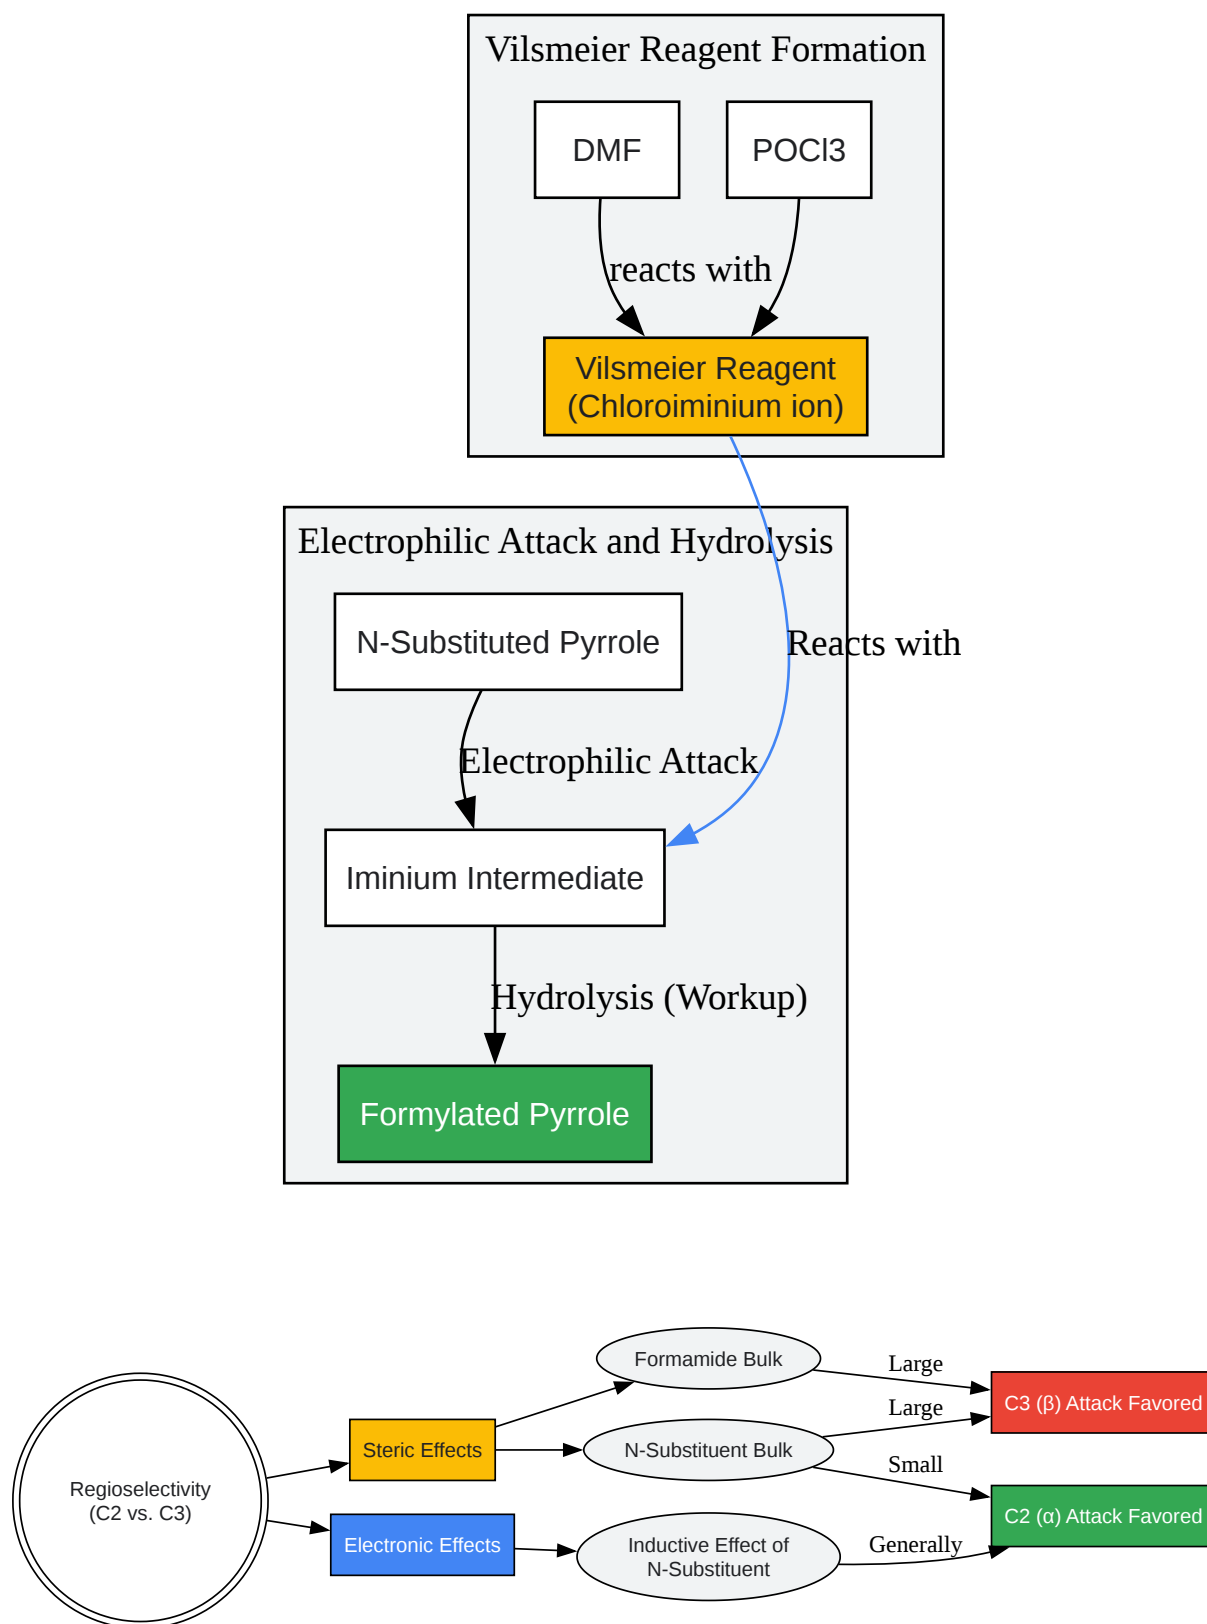 Vilsmeier Reagent Formation
DMF
POCl3
reacts with
Vilsmeier Reagent
(Chloroiminium ion)
Electrophilic Attack and Hydrolysis
N-Substituted Pyrrole
Reacts with
Electrophilic Attack
Iminium Intermediate
Hydrolysis (Workup)
Formylated Pyrrole
Regioselectivity
(C2 vs. C3)
Steric Effects
Electronic Effects
Formamide Bulk
N-Substituent Bulk
Inductive Effect of
N-Substituent
Large
Large
Small
Generally
C3 (β) Attack Favored
C2 (α) Attack Favored